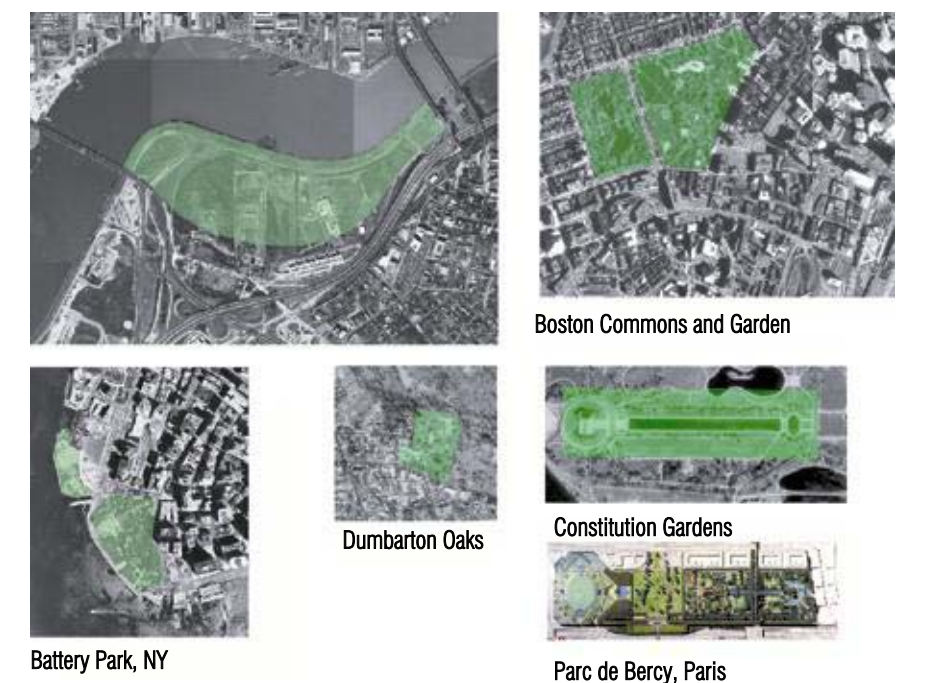 Boston Commons and Garden
Dumbarton Oaks
Constitution Gardens
Battery Park, NY
Parc de Bercy, Paris